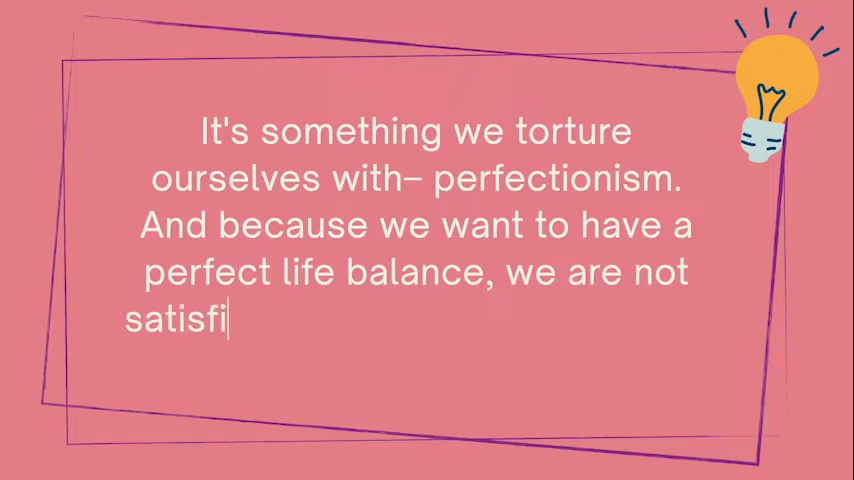 It's something we torture
ourselves with– perfectionism.
And because we want to have a
perfect life balance, we are not
satisfi